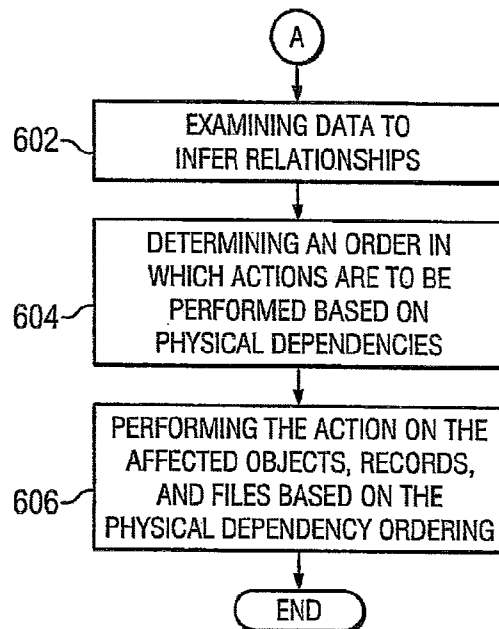 A
602
EXAMINING DATA TO
INFER RELATIONSHIPS
604
DETERMINING AN ORDER IN
WHICH ACTIONS ARE TO BE
PERFORMED BASED ON
PHYSICAL DEPENDENCIES
606
PERFORMING THE ACTION ON THE
AFFECTED OBJECTS, RECORDS,
AND FILES BASED ON THE
PHYSICAL DEPENDENCY ORDERING
END